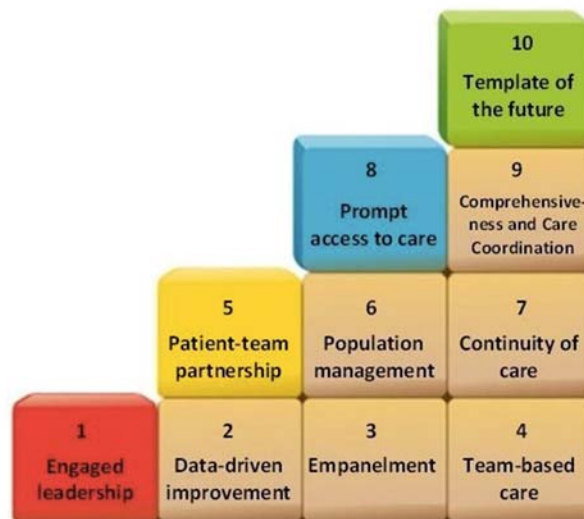 10
Template of
the future
8
Prompt
access to care
9
Comprehensive-
ness and Care
Coordination
5
Patient-team
partnership
6
Population
management
7
Continuity of
care
1
Engaged
leadership
2
Data-driven
improvement
3
Empanelment
4
Team-based
care